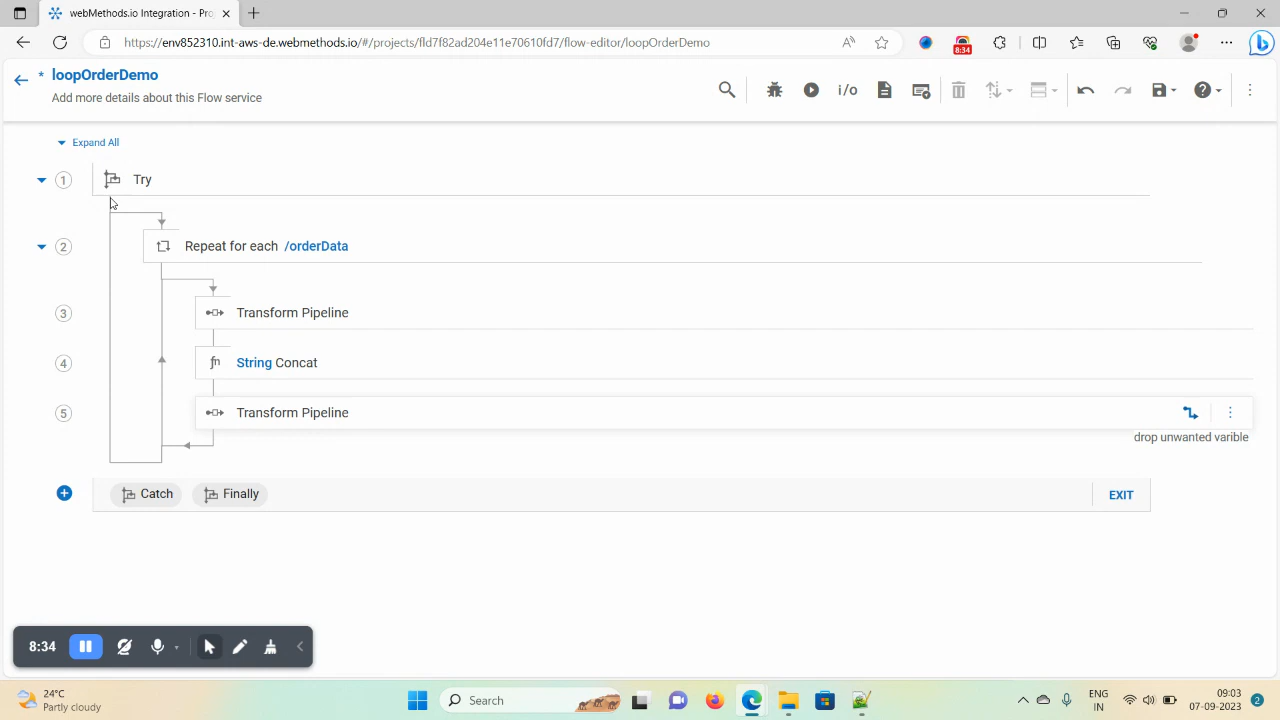 webMethods.io Integration - Pro
https://env852310.int-aws-de.webmethods.io/#/projects/fld7f82ad204e11e70610fd7/flow-editor/loopOrderDemo
8:34
* loopOrderDemo
Add more details about this Flow service
i/o
Expand All
1 Try
2 Repeat for each /orderData
3 Transform Pipeline
4 fn String Concat
5 Transform Pipeline
drop unwanted varible
Catch Finally EXIT
8:34
24°C
Partly cloudy
Search
ENG
IN
09:03
07-09-2023
2